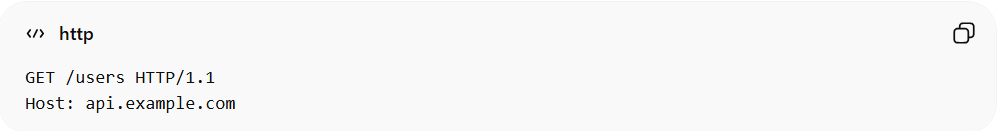 http
GET /users HTTP/1.1
Host: api.example.com